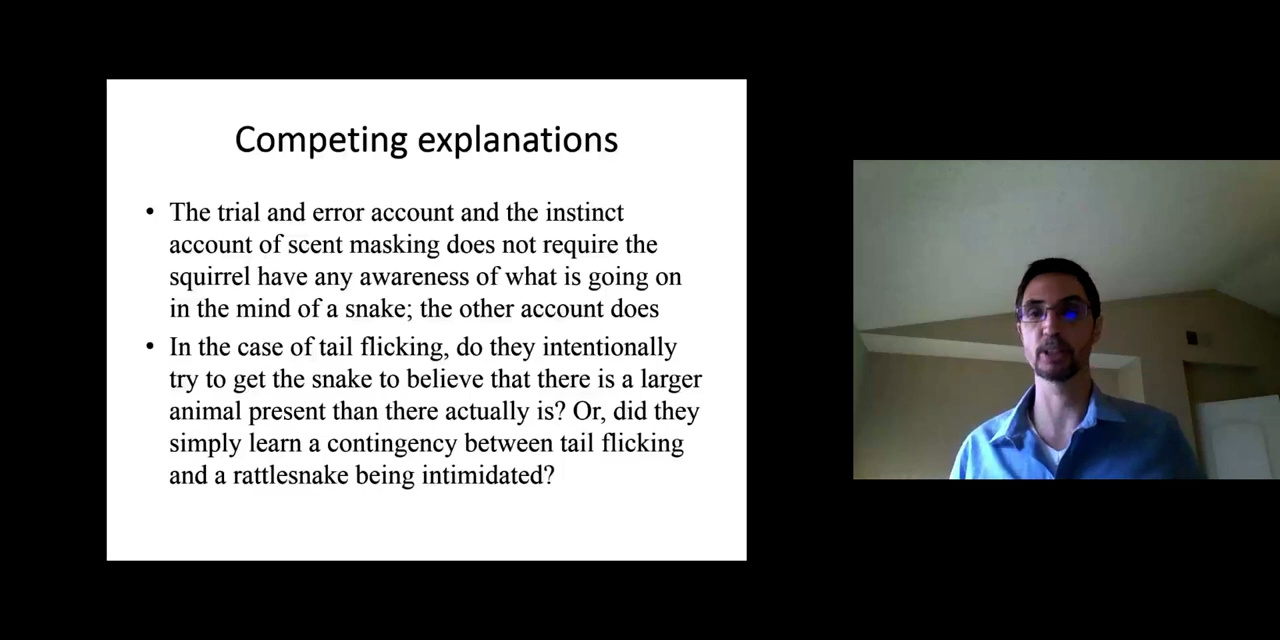 Competing explanations
• The trial and error account and the instinct
account of scent masking does not require the
squirrel have any awareness of what is going on
in the mind of a snake; the other account does
• In the case of tail flicking, do they intentionally
try to get the snake to believe that there is a larger
animal present than there actually is? Or, did they
simply learn a contingency between tail flicking
and a rattlesnake being intimidated?